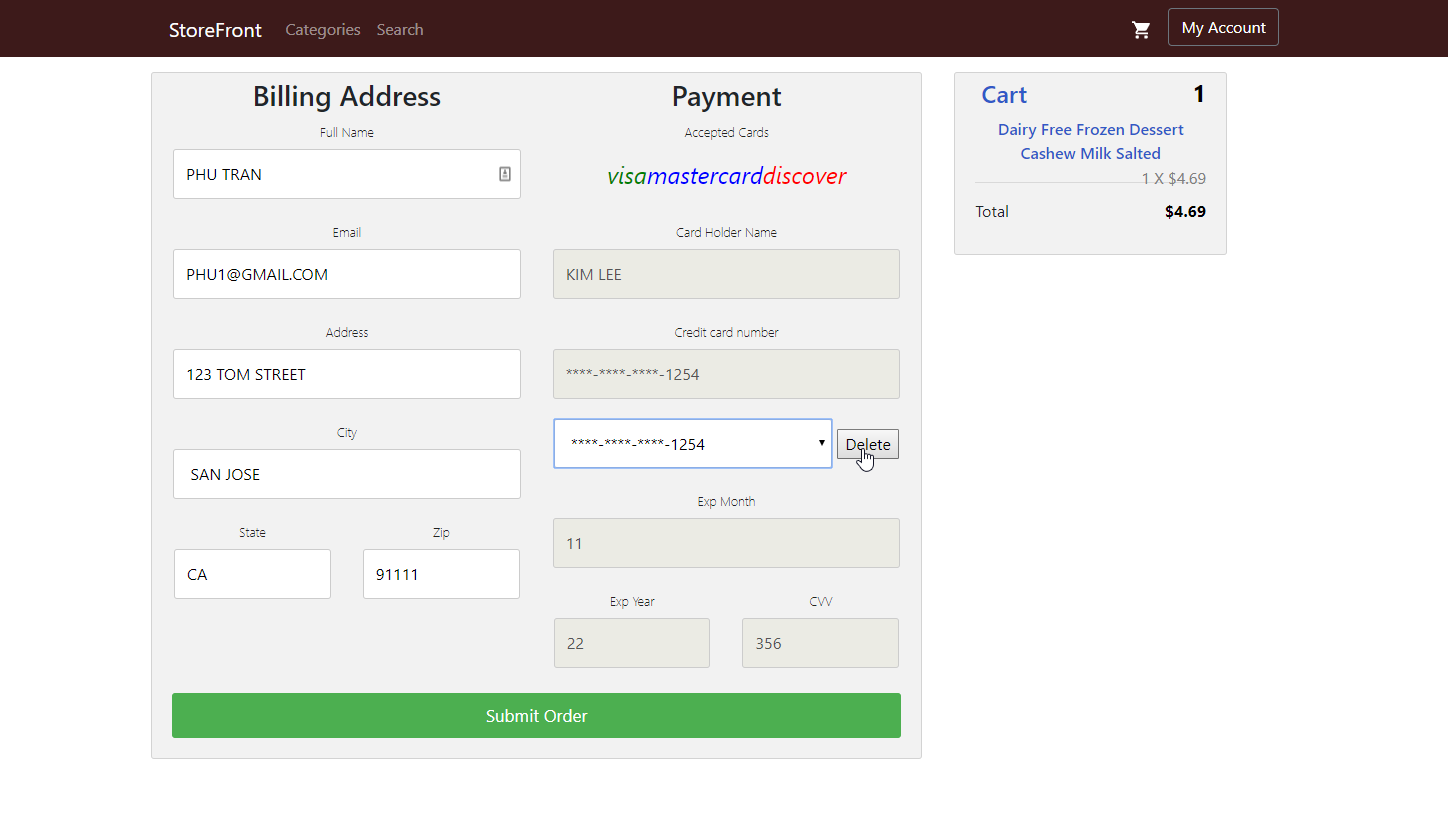 StoreFront Categories Search My Account
Billing Address
Full Name
PHU TRAN
Email
PHU1@GMAIL.COM
Address
123 TOM STREET
City
SAN JOSE
State Zip
CA 91111
Payment
Accepted Cards
visamastercarddiscover
Card Holder Name
KIM LEE
Credit card number
****-****-****-1254
****-****-****-1254 Delete
Exp Month
11
Exp Year CVV
22 356
Submit Order
Cart 1
Dairy Free Frozen Dessert
Cashew Milk Salted
1 X $4.69
Total $4.69